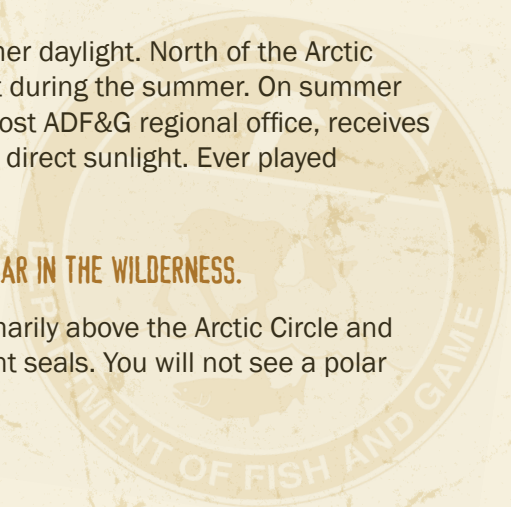 ner daylight. North of the Arctic
t during the summer. On summer
ost ADF&G regional office, receives
direct sunlight. Ever played
AR IN THE WILDERNESS.
narily above the Arctic Circle and
nt seals. You will not see a polar
ALASKA
DEPARTMENT OF FISH AND GAME